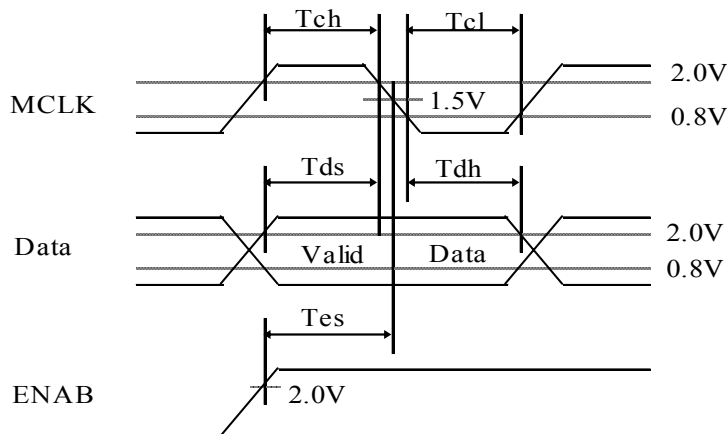 Tch Tcl
2.0V
MCLK 1.5V
0.8V
Tds Tdh
Data 2.0V
Valid Data 0.8V
Tes
ENAB 2.0V